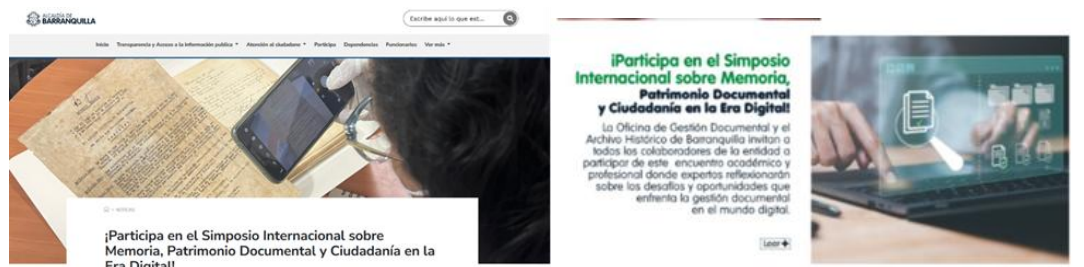 ALCALDÍA DE
BARRANQUILLA
Escribe aquí lo que est...
Inicio Transparencia y Acceso a la información publica Atención al ciudadano Participa Dependencias Funcionarios Ver más
> NOTICIAS
¡Participa en el Simposio Internacional sobre
Memoria, Patrimonio Documental y Ciudadanía en la
Era Digital!
¡Participa en el Simposio
Internacional sobre Memoria,
Patrimonio Documental
y Ciudadanía en la Era Digital!
La Oficina de Gestión Documental y el
Archivo Histórico de Barranquilla invitan a
todos los colaboradores de la entidad a
participar de este encuentro académico y
profesional donde expertos reflexionarán
sobre los desafíos y oportunidades que
enfrenta la gestión documental
en el mundo digital.
Leer